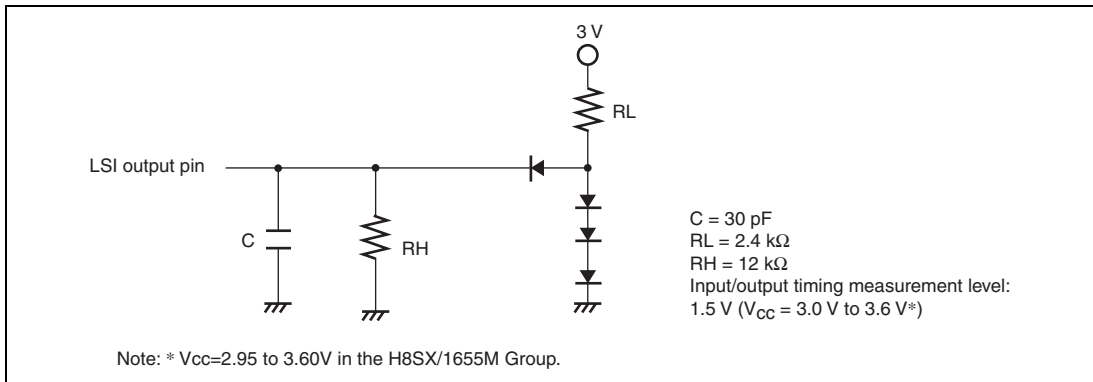 3 V
RL
LSI output pin
C
RH
C = 30 pF
RL = 2.4 kΩ
RH = 12 kΩ
Input/output timing measurement level:
1.5 V (VCC = 3.0 V to 3.6 V*)
Note: * Vcc=2.95 to 3.60V in the H8SX/1655M Group.